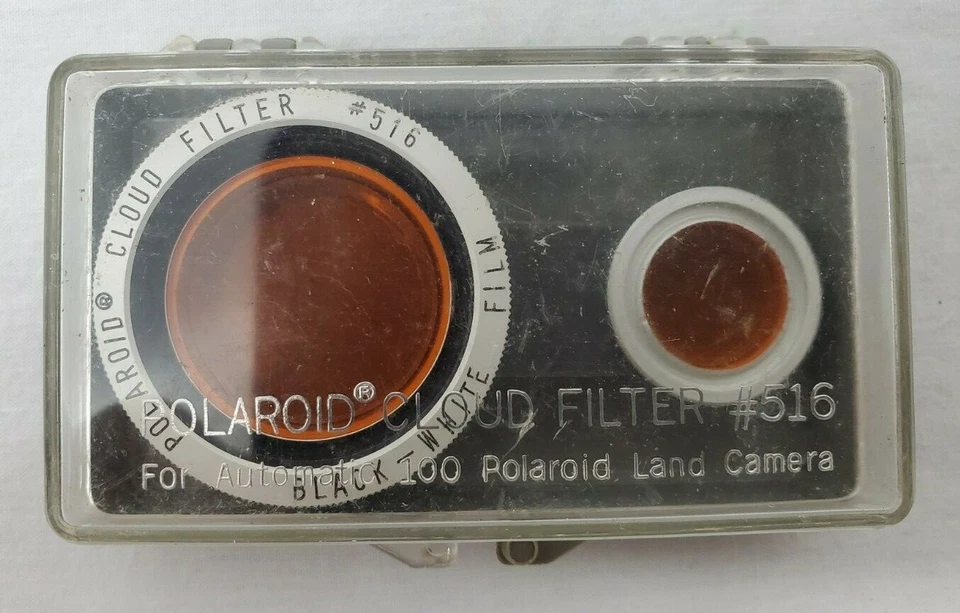 POLAROID® CLOUD FILTER #516
BLACK-WHITE FILM
POLAROID® CLOUD FILTER #516
For Automatic 100 Polaroid Land Camera